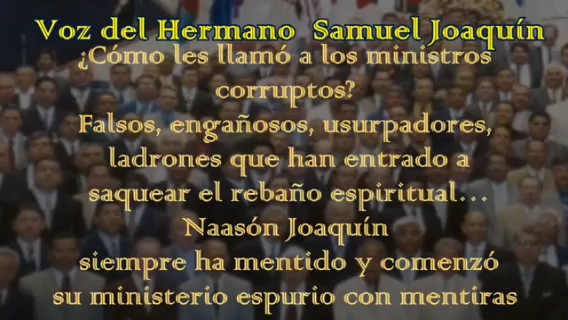 Voz del Hermano Samuel Joaquín
¿Cómo les llamó a los ministros
corruptos?
Falsos, engañosos, usurpadores,
ladrones que han entrado a
saquear el rebaño espiritual...
Naasón Joaquín
siempre ha mentido y comenzó
su ministerio espurio con mentiras